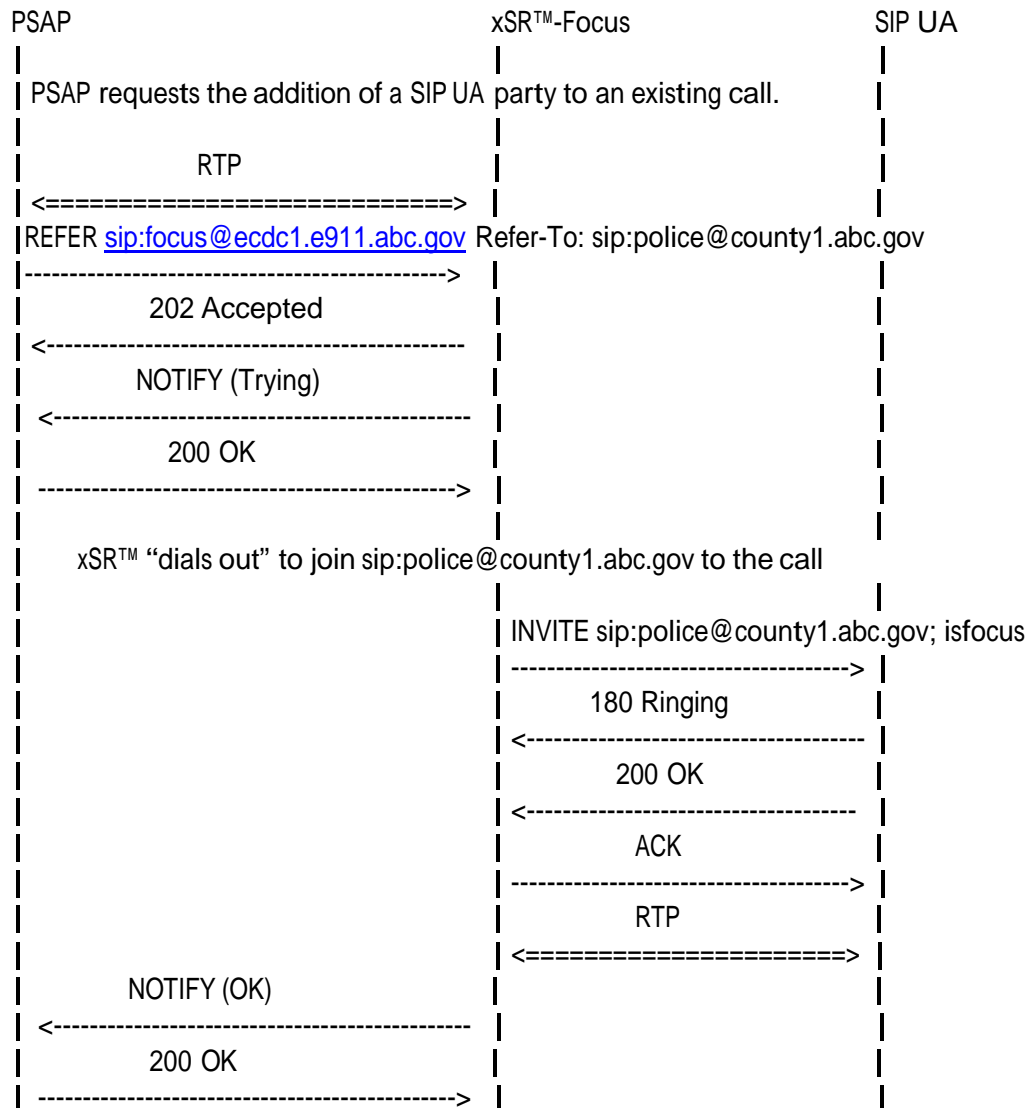 PSAP xSR™-Focus SIP UA
PSAP requests the addition of a SIP UA party to an existing call.
RTP
<============================>
REFER sip:focus@ecdc1.e911.abc.gov Refer-To: sip:police@county1.abc.gov
----------------------------------------------->
202 Accepted
<-----------------------------------------------
NOTIFY (Trying)
<-----------------------------------------------
200 OK
----------------------------------------------->
xSR™ “dials out” to join sip:police@county1.abc.gov to the call
INVITE sip:police@county1.abc.gov; isfocus
-------------------------------------->
180 Ringing
<--------------------------------------
200 OK
<-------------------------------------
ACK
-------------------------------------->
RTP
<======================>
NOTIFY (OK)
<-----------------------------------------------
200 OK
----------------------------------------------->